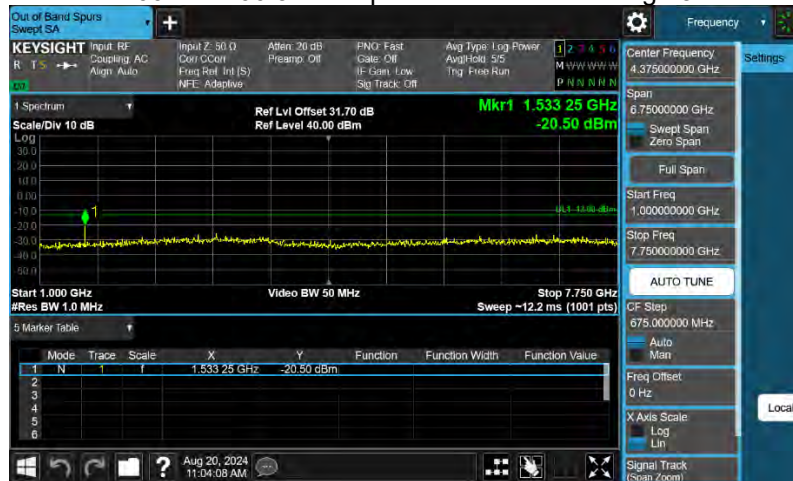 Out of Band Spurs
Swept SA
Frequency
KEYSIGHT
R T S
Input: RF
Coupling: AC
Align: Auto
Input Z: 50 Ω
Corr CCorr
Freq Ref: Int (S)
NFE: Adaptive
Atten: 20 dB
Preamp: Off
PNO: Fast
Gate: Off
IF Gain: Low
Sig Track: Off
Avg Type: Log-Power
Avg|Hold: 5/5
Trig: Free Run
1 2 3 4 5 6
M W W W W W
P N N N N N
1 Spectrum
Scale/Div 10 dB
Ref Lvl Offset 31.70 dB
Ref Level 40.00 dBm
Mkr1 1.533 25 GHz
-20.50 dBm
Log
30.0
20.0
10.0
0.00
-10.0
-20.0
-30.0
-40.0
-50.0
1
UL1 -13.00 dBm
Start 1.000 GHz
#Res BW 1.0 MHz
Video BW 50 MHz
Stop 7.750 GHz
Sweep ~12.2 ms (1001 pts)
5 Marker Table
Mode Trace Scale X Y Function Function Width Function Value
1 N 1 f 1.533 25 GHz -20.50 dBm
2
3
4
5
6
Aug 20, 2024
11:04:08 AM
Center Frequency
4.375000000 GHz
Settings
Span
6.75000000 GHz
Swept Span
Zero Span
Full Span
Start Freq
1.000000000 GHz
Stop Freq
7.750000000 GHz
AUTO TUNE
CF Step
675.000000 MHz
Auto
Man
Freq Offset
0 Hz
X Axis Scale
Log
Lin
Local
Signal Track
(Span Zoom)